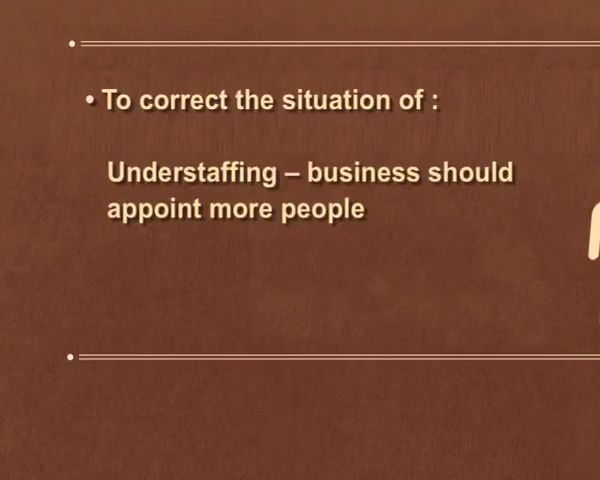 • To correct the situation of :
Understaffing – business should
appoint more people